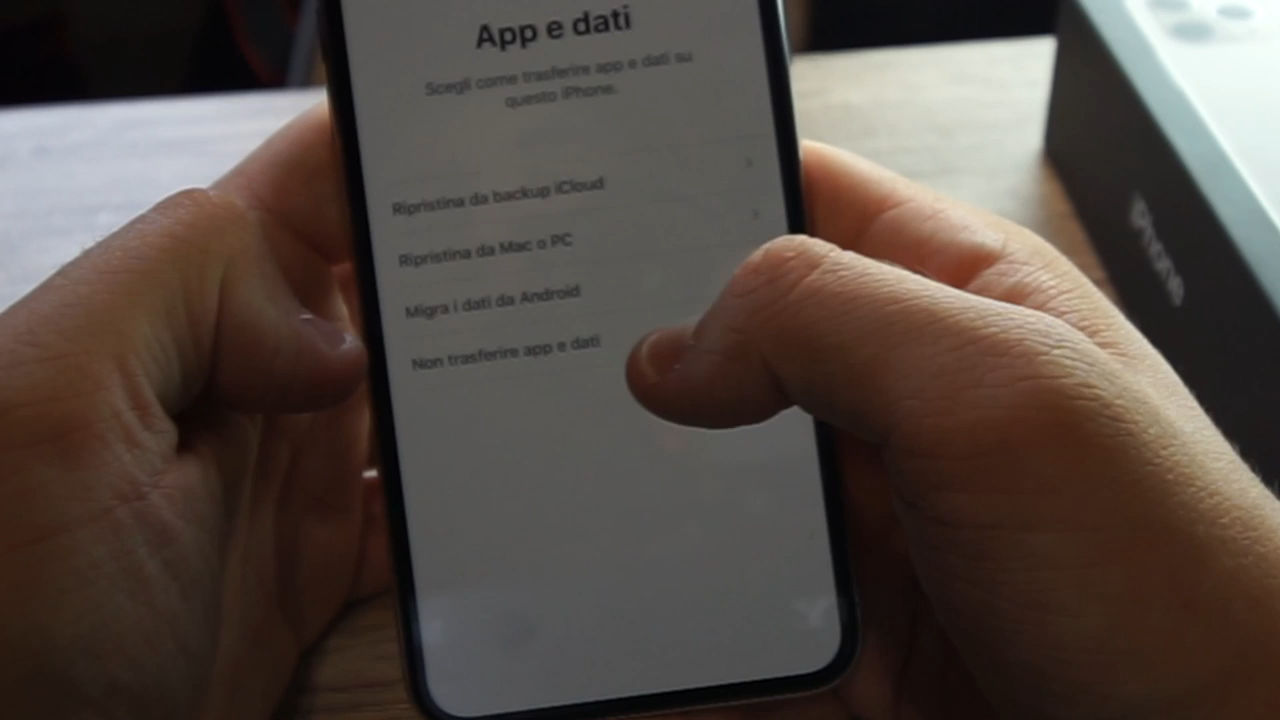 App e dati
Scegli come trasferire app e dati su
questo iPhone.
Ripristina da backup iCloud
Ripristina da Mac o PC
Migra i dati da Android
Non trasferire app e dati
iPhone